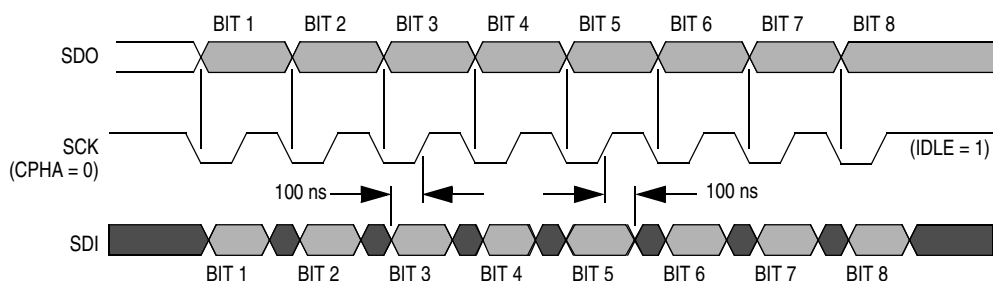 BIT 1 BIT 2 BIT 3 BIT 4 BIT 5 BIT 6 BIT 7 BIT 8
SDO
SCK
(CPHA = 0)
(IDLE = 1)
100 ns
100 ns
SDI
BIT 1 BIT 2 BIT 3 BIT 4 BIT 5 BIT 6 BIT 7 BIT 8